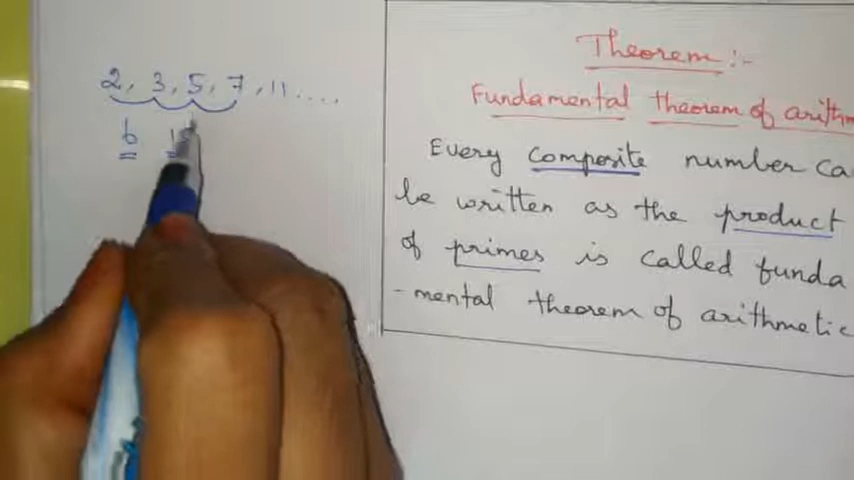 2, 3, 5, 7, 11....
6
Theorem :-
Fundamental theorem of arithm
Every composite number ca
be written as the product
of primes is called funda
-mental theorem of arithmetic